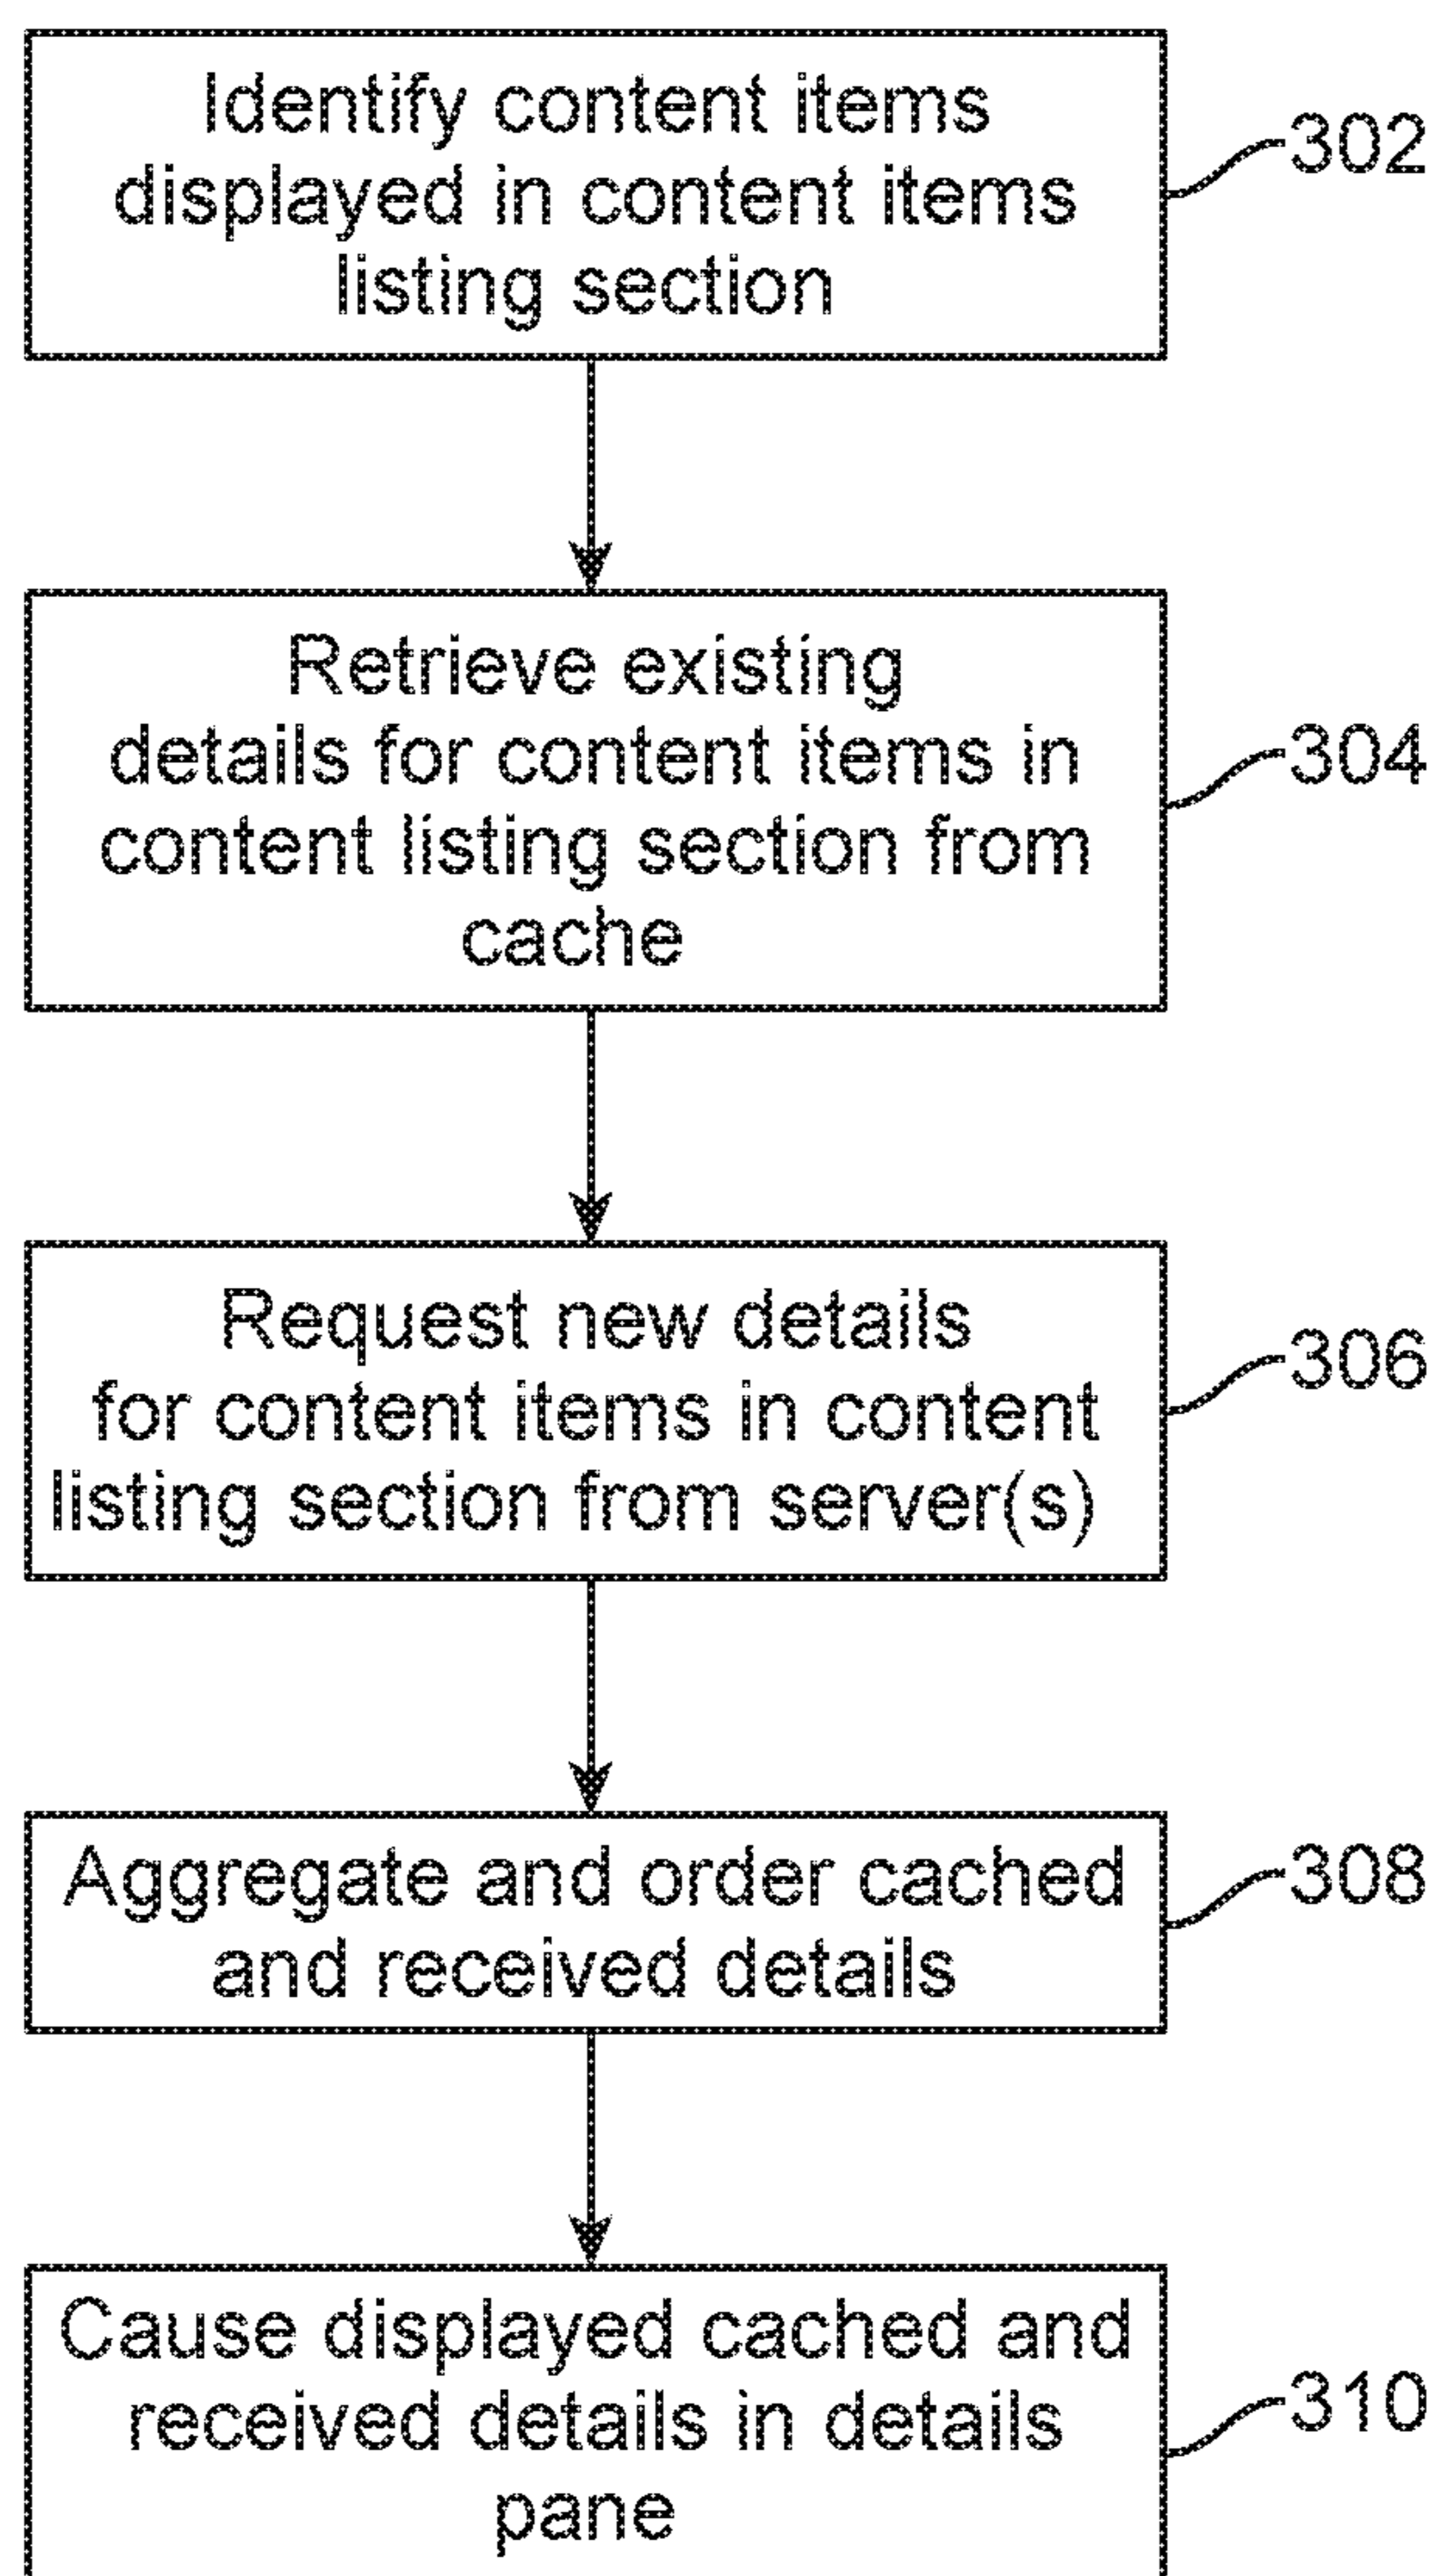 Identify content items
displayed in content items
listing section
302
Retrieve existing
details for content items in
content listing section from
cache
304
Request new details
for content items in content
listing section from server(s)
306
Aggregate and order cached
and received details
308
Cause displayed cached and
received details in details
pane
310